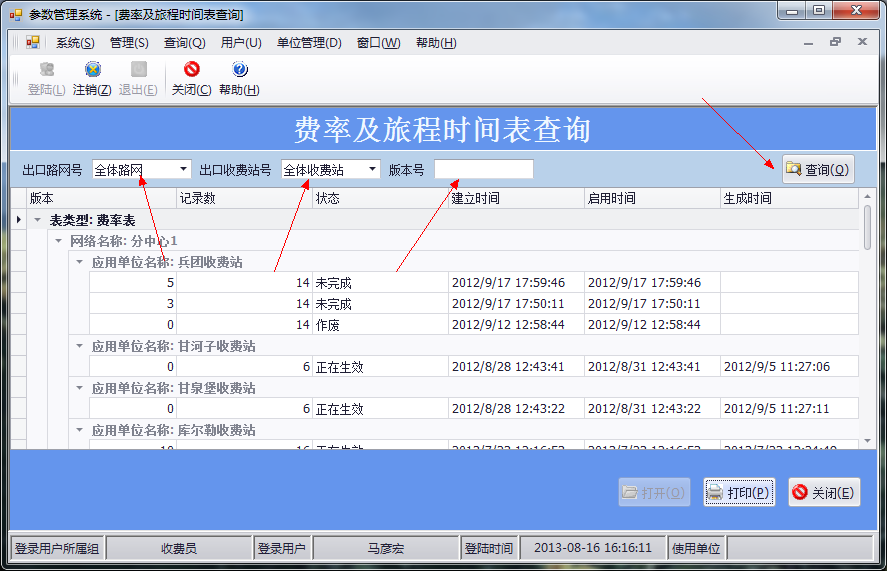 参数管理系统 - [费率及旅程时间表查询]
系统(S) 管理(S) 查询(Q) 用户(U) 单位管理(D) 窗口(W) 帮助(H)
登陆(L) 注销(Z) 退出(E) 关闭(C) 帮助(H)
费率及旅程时间表查询
出口路网号 全体路网 出口收费站号 全体收费站 版本号 查询(Q)
版本 记录数 状态 建立时间 启用时间 生成时间
表类型: 费率表
网络名称: 分中心1
应用单位名称: 兵团收费站
5 14 未完成 2012/9/17 17:59:46 2012/9/17 17:59:46
3 14 未完成 2012/9/17 17:50:11 2012/9/17 17:50:11
0 14 作废 2012/9/12 12:58:44 2012/9/12 12:58:44
应用单位名称: 甘河子收费站
0 6 正在生效 2012/8/28 12:43:41 2012/8/31 12:43:41 2012/9/5 11:27:06
应用单位名称: 甘泉堡收费站
0 6 正在生效 2012/8/28 12:43:22 2012/8/31 12:43:22 2012/9/5 11:27:11
应用单位名称: 库尔勒收费站
打开(O) 打印(P) 关闭(E)
登录用户所属组 收费员 登录用户 马彦宏 登陆时间 2013-08-16 16:16:11 使用单位